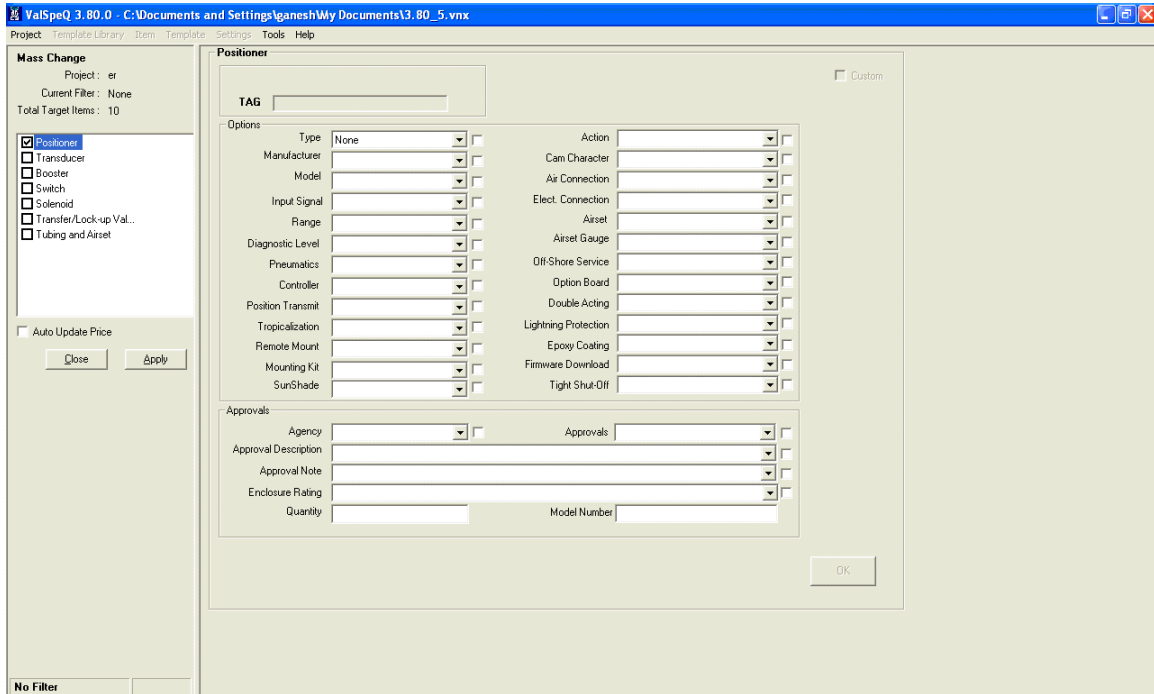 ValSpeQ 3.80.0 - C:\Documents and Settings\ganesh\My Documents\3.80_5.vnx
Project Template Library Item Template Settings Tools Help
Mass Change
Project : er
Current Filter : None
Total Target Items : 10
Positioner
Transducer
Booster
Switch
Solenoid
Transfer/Lock-up Val...
Tubing and Airset
Auto Update Price
Close Apply
No Filter
Positioner
Custom
TAG
Options
Type None Action
Manufacturer Cam Character
Model Air Connection
Input Signal Elect. Connection
Range Airset
Diagnostic Level Airset Gauge
Pneumatics Off-Shore Service
Controller Option Board
Position Transmit Double Acting
Tropicalization Lightning Protection
Remote Mount Epoxy Coating
Mounting Kit Firmware Download
SunShade Tight Shut-Off
Approvals
Agency Approvals
Approval Description
Approval Note
Enclosure Rating
Quantity Model Number
OK